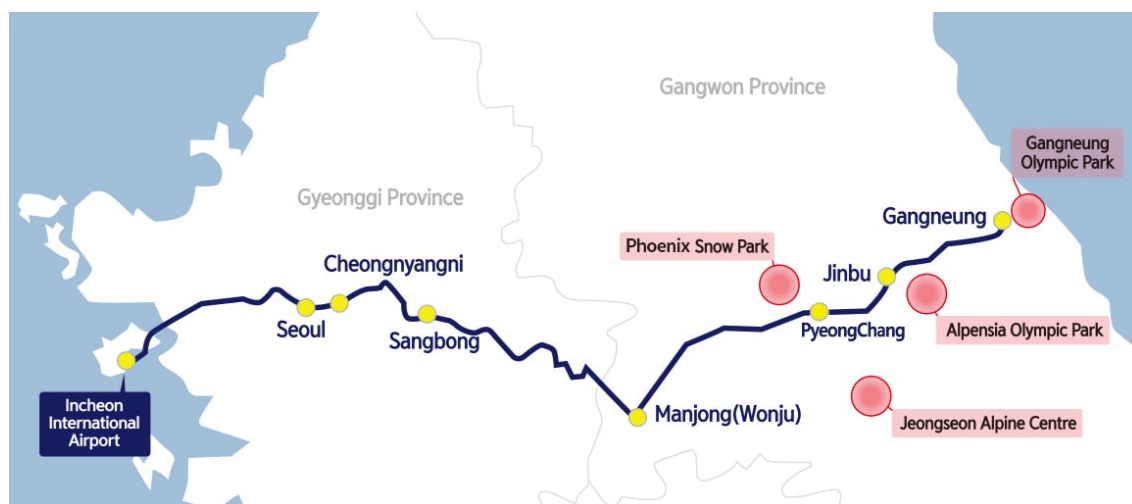 Gangwon Province
Gangneung
Olympic Park
Gyeonggi Province
Gangneung
Phoenix Snow Park
Cheongnyangni
Jinbu
Seoul
Sangbong
PyeongChang
Alpensia Olympic Park
Incheon
International
Airport
Manjong(Wonju)
Jeongseon Alpine Centre